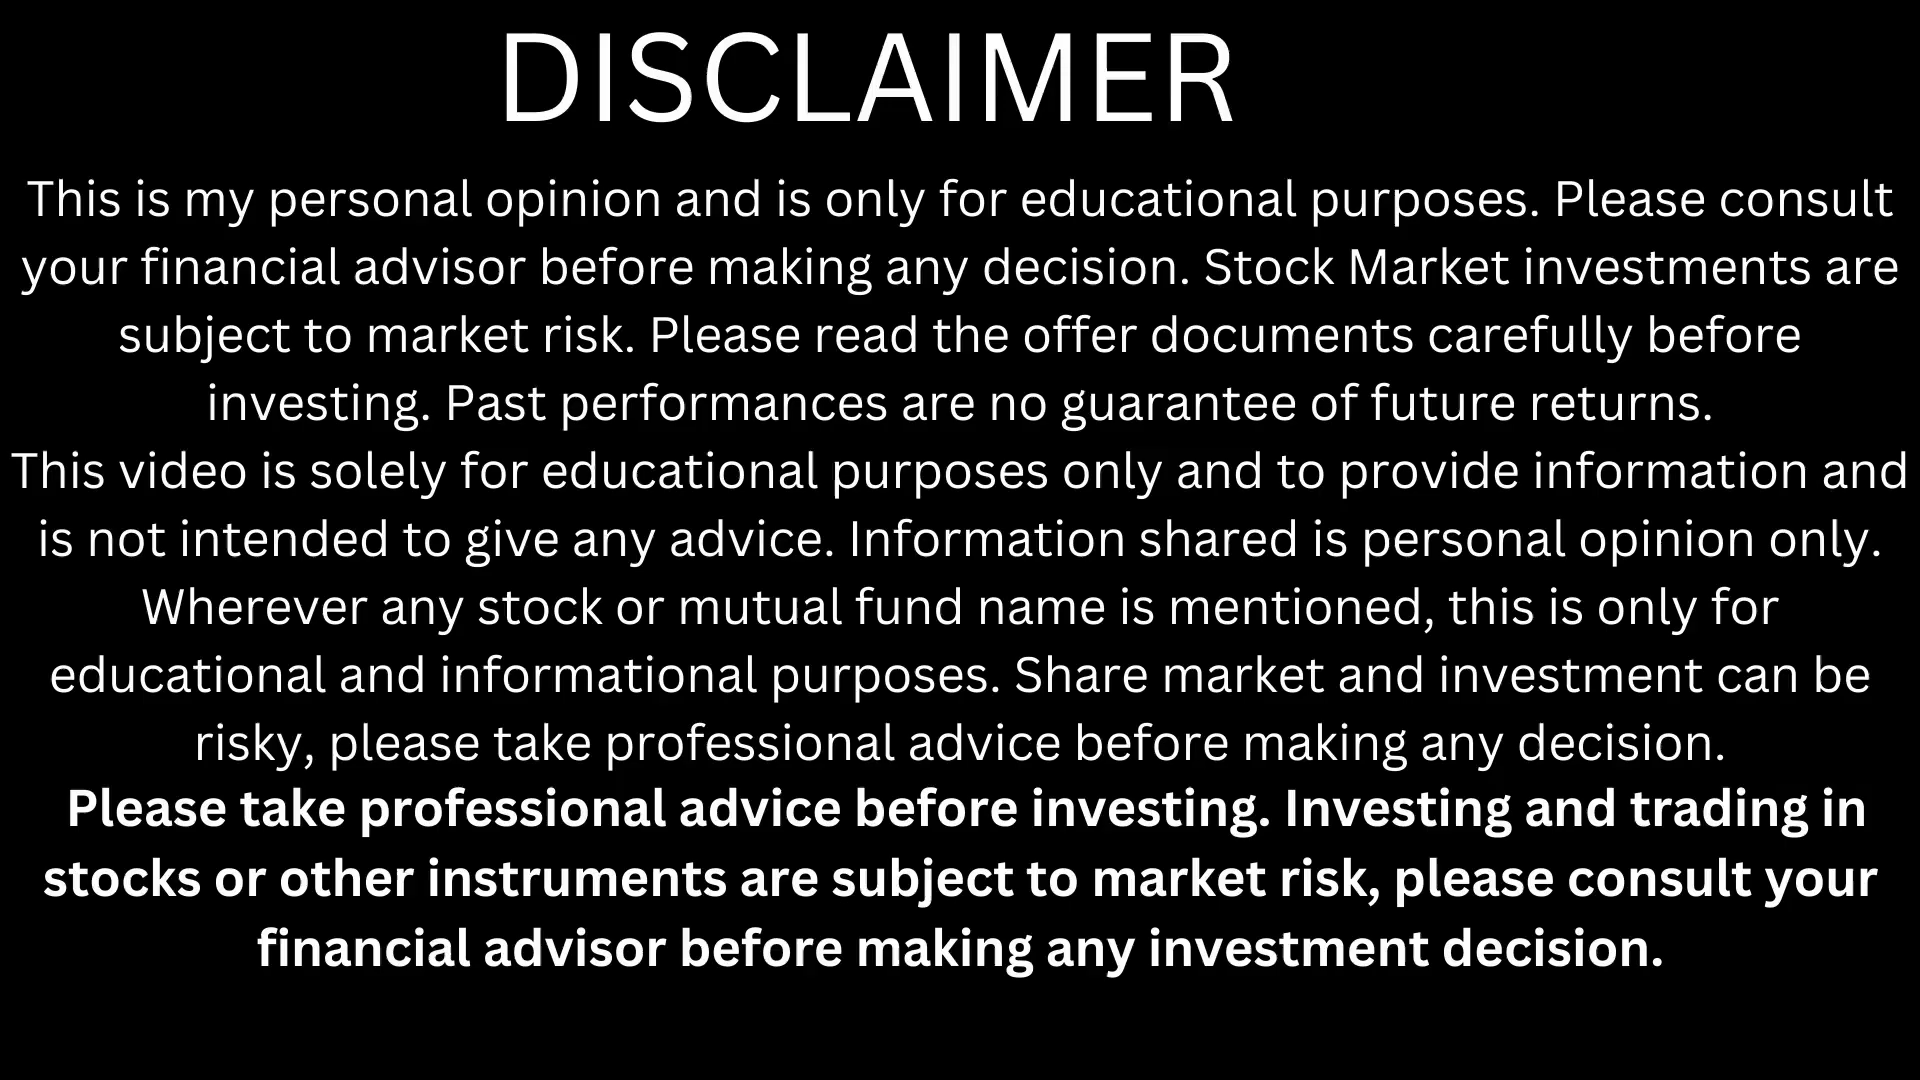 DISCLAIMER
This is my personal opinion and is only for educational purposes. Please consult
your financial advisor before making any decision. Stock Market investments are
subject to market risk. Please read the offer documents carefully before
investing. Past performances are no guarantee of future returns.
This video is solely for educational purposes only and to provide information and
is not intended to give any advice. Information shared is personal opinion only.
Wherever any stock or mutual fund name is mentioned, this is only for
educational and informational purposes. Share market and investment can be
risky, please take professional advice before making any decision.
Please take professional advice before investing. Investing and trading in
stocks or other instruments are subject to market risk, please consult your
financial advisor before making any investment decision.